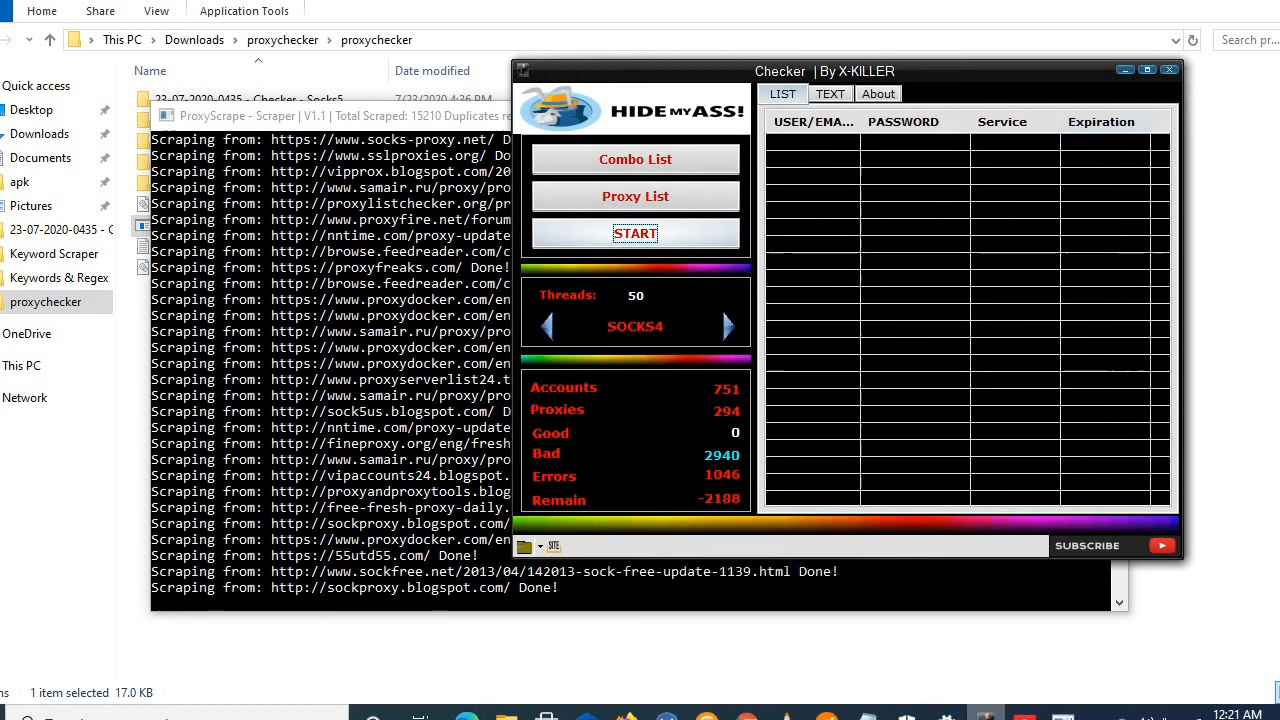 Home Share View Application Tools
This PC Downloads proxychecker proxychecker Search pr...
Name Date modified
Quick access
Desktop
Downloads
Documents
apk
Pictures
23-07-2020-0435 - C
Keyword Scraper
Keywords & Regex
proxychecker
OneDrive
This PC
Network
23-07-2020-0435 - Checker - Socks5 7/23/2020 4:36 PM
ProxyScrape - Scraper | V1.1 | Total Scraped: 15210 Duplicates re
Scraping from: https://www.socks-proxy.net/ D
Scraping from: https://www.sslproxies.org/ Do
Scraping from: http://vipprox.blogspot.com/20
Scraping from: http://www.samair.ru/proxy/pro
Scraping from: http://proxylistchecker.org/pr
Scraping from: http://www.proxyfire.net/forum
Scraping from: http://nntime.com/proxy-update
Scraping from: http://browse.feedreader.com/c
Scraping from: https://proxyfreaks.com/ Done!
Scraping from: http://browse.feedreader.com/c
Scraping from: https://www.proxydocker.com/en
Scraping from: https://www.proxydocker.com/en
Scraping from: http://www.samair.ru/proxy/pro
Scraping from: https://www.proxydocker.com/en
Scraping from: https://www.proxydocker.com/en
Scraping from: http://www.proxyserverlist24.t
Scraping from: http://www.samair.ru/proxy/pro
Scraping from: http://sock5us.blogspot.com/ D
Scraping from: http://nntime.com/proxy-update
Scraping from: http://fineproxy.org/eng/fresh
Scraping from: http://www.samair.ru/proxy/pro
Scraping from: http://vipaccounts24.blogspot.
Scraping from: http://proxyandproxytools.blog
Scraping from: http://free-fresh-proxy-daily.
Scraping from: http://sockproxy.blogspot.com/
Scraping from: https://www.proxydocker.com/en
Scraping from: https://55utd55.com/ Done!
Scraping from: http://www.sockfree.net/2013/04/142013-sock-free-update-1139.html Done!
Scraping from: http://sockproxy.blogspot.com/ Done!
Checker | By X-KILLER
HIDE MY ASS!
Combo List
Proxy List
START
Threads: 50
SOCKS4
Accounts 751
Proxies 294
Good 0
Bad 2940
Errors 1046
Remain -2188
LIST TEXT About
USER/EMA... PASSWORD Service Expiration
SITE
SUBSCRIBE
ns 1 item selected 17.0 KB
12:21 AM